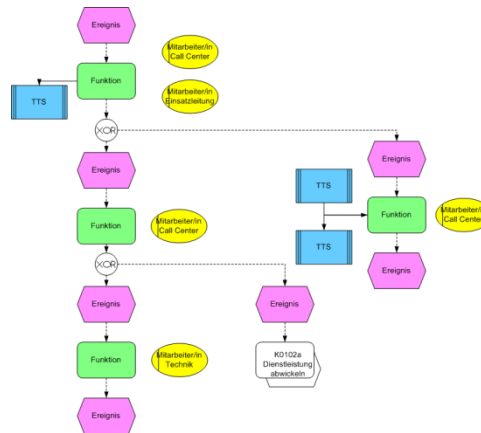 Ereignis
Mitarbeiter/in
Call Center
Funktion
TTS
Mitarbeiter/in
Einsatzleitung
XOR
Ereignis
Ereignis
TTS
Funktion
Mitarbeiter/in
Call Center
Funktion
Mitarbeiter/in
Call Center
TTS
XOR
Ereignis
Ereignis
Ereignis
Funktion
Mitarbeiter/in
Technik
K0102a
Dienstleistung
abwickeln
Ereignis